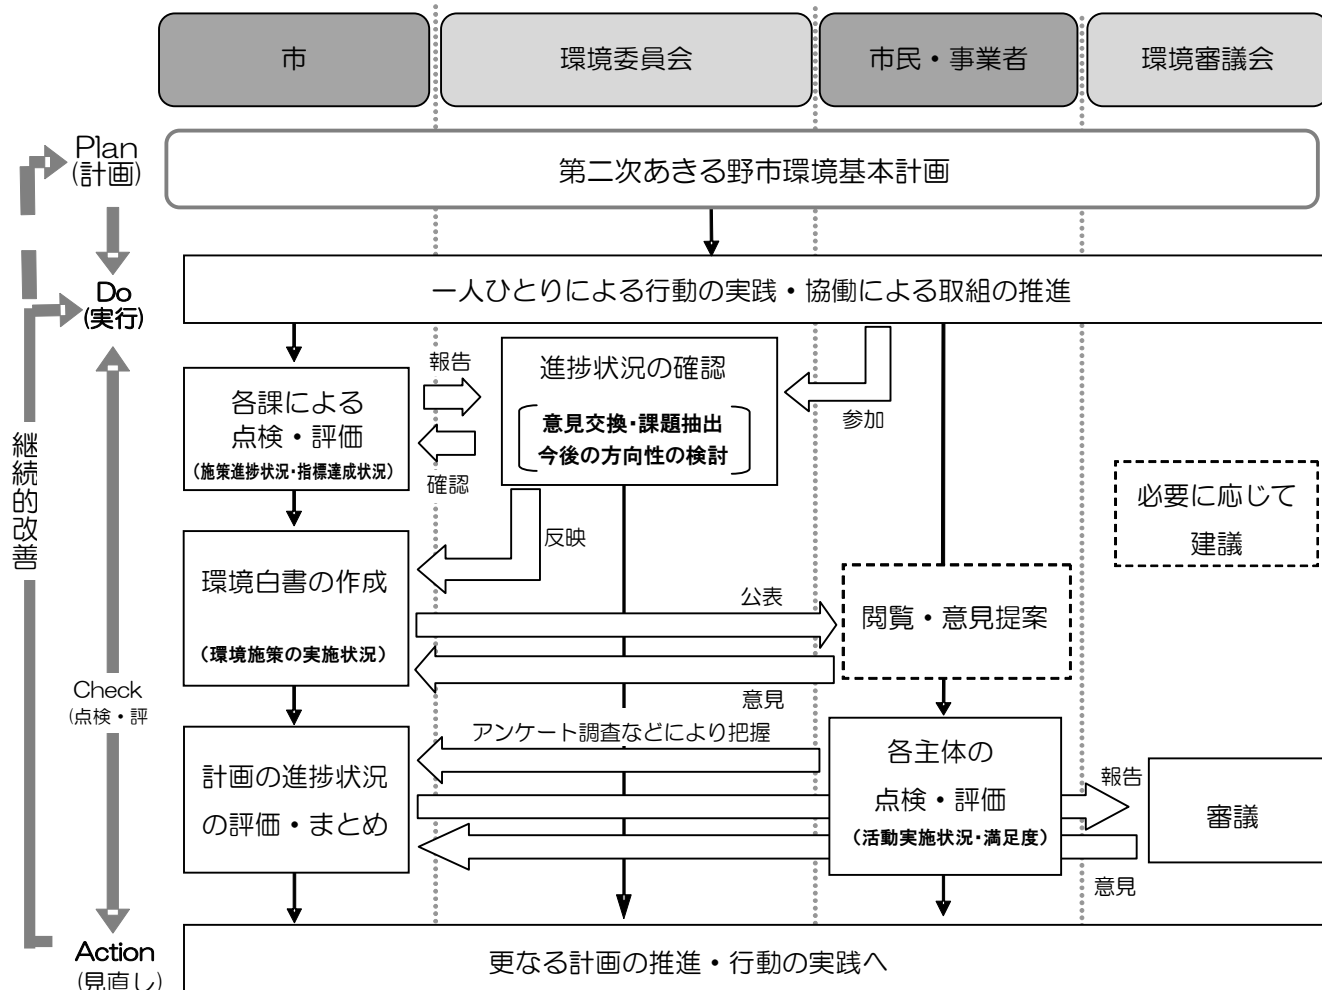 市
環境委員会
市民・事業者
環境審議会
Plan
(計画)
第二次あきる野市環境基本計画
Do
(実行)
一人ひとりによる行動の実践・協働による取組の推進
各課による
点検・評価
(施策進捗状況・指標達成状況)
報告
確認
進捗状況の確認
意見交換・課題抽出
今後の方向性の検討
参加
必要に応じて
建議
継続的改善
反映
環境白書の作成
(環境施策の実施状況)
公表
閲覧・意見提案
意見
Check
(点検・評
アンケート調査などにより把握
計画の進捗状況
の評価・まとめ
各主体の
点検・評価
(活動実施状況・満足度)
報告
審議
意見
Action
(見直し)
更なる計画の推進・行動の実践へ